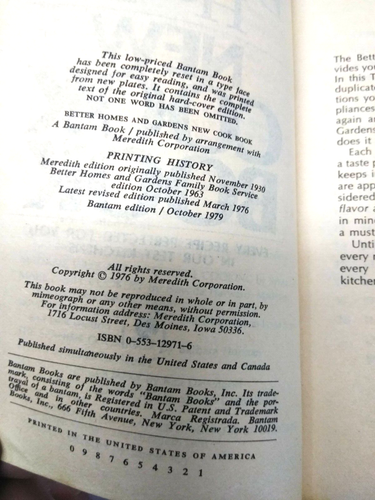 This low-priced Bantam Book
has been completely reset in a type face
designed for easy reading, and was printed
from new plates. It contains the complete
text of the original hard-cover edition.
NOT ONE WORD HAS BEEN OMITTED.
BETTER HOMES AND GARDENS NEW COOK BOOK
A Bantam Book / published by arrangement with
Meredith Corporation
PRINTING HISTORY
Meredith edition originally published November 1930
Better Homes and Gardens Family Book Service
edition October 1963
Latest revised edition published March 1976
Bantam edition / October 1979
All rights reserved.
Copyright © 1976 by Meredith Corporation.
This book may not be reproduced in whole or in part, by
mimeograph or any other means, without permission.
For information address: Meredith Corporation,
1716 Locust Street, Des Moines, Iowa 50336.
ISBN 0-553-12971-6
Published simultaneously in the United States and Canada
Bantam Books are published by Bantam Books, Inc. Its trade-
mark, consisting of the words "Bantam Books" and the por-
trayal of a bantam, is Registered in U.S. Patent and Trademark
Office and in other countries. Marca Registrada. Bantam
Books, Inc., 666 Fifth Avenue, New York, New York 10019.
PRINTED IN THE UNITED STATES OF AMERICA
0 9 8 7 6 5 4 3 2 1
The Bett
vides you
In this T
duplicate
tions you
pliances
again a
Gardens
does it
Each
a taste p
keeps i
are app
sidered
flavor a
in mind
a must
Until
every r
every
kitchen